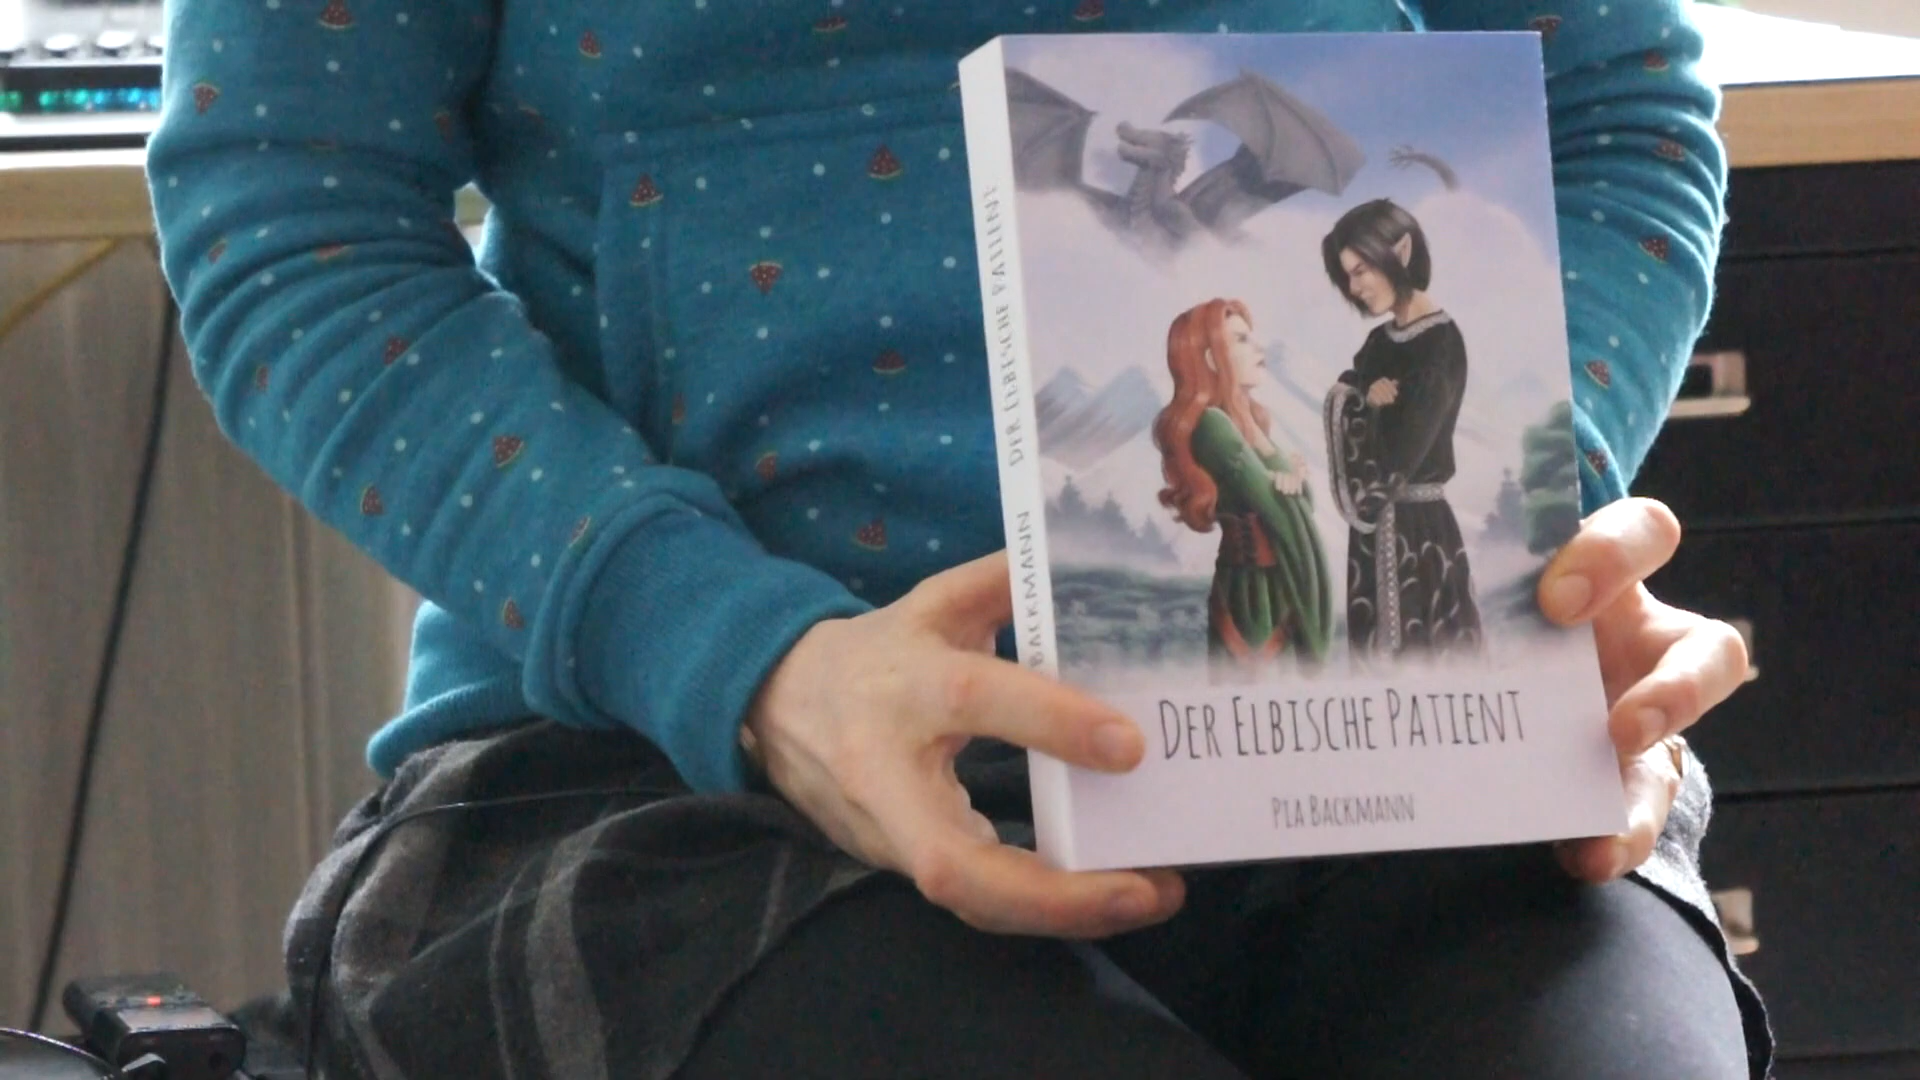 BACKMANN DER ELBISCHE PATIENT
DER ELBISCHE PATIENT
PIA BACKMANN